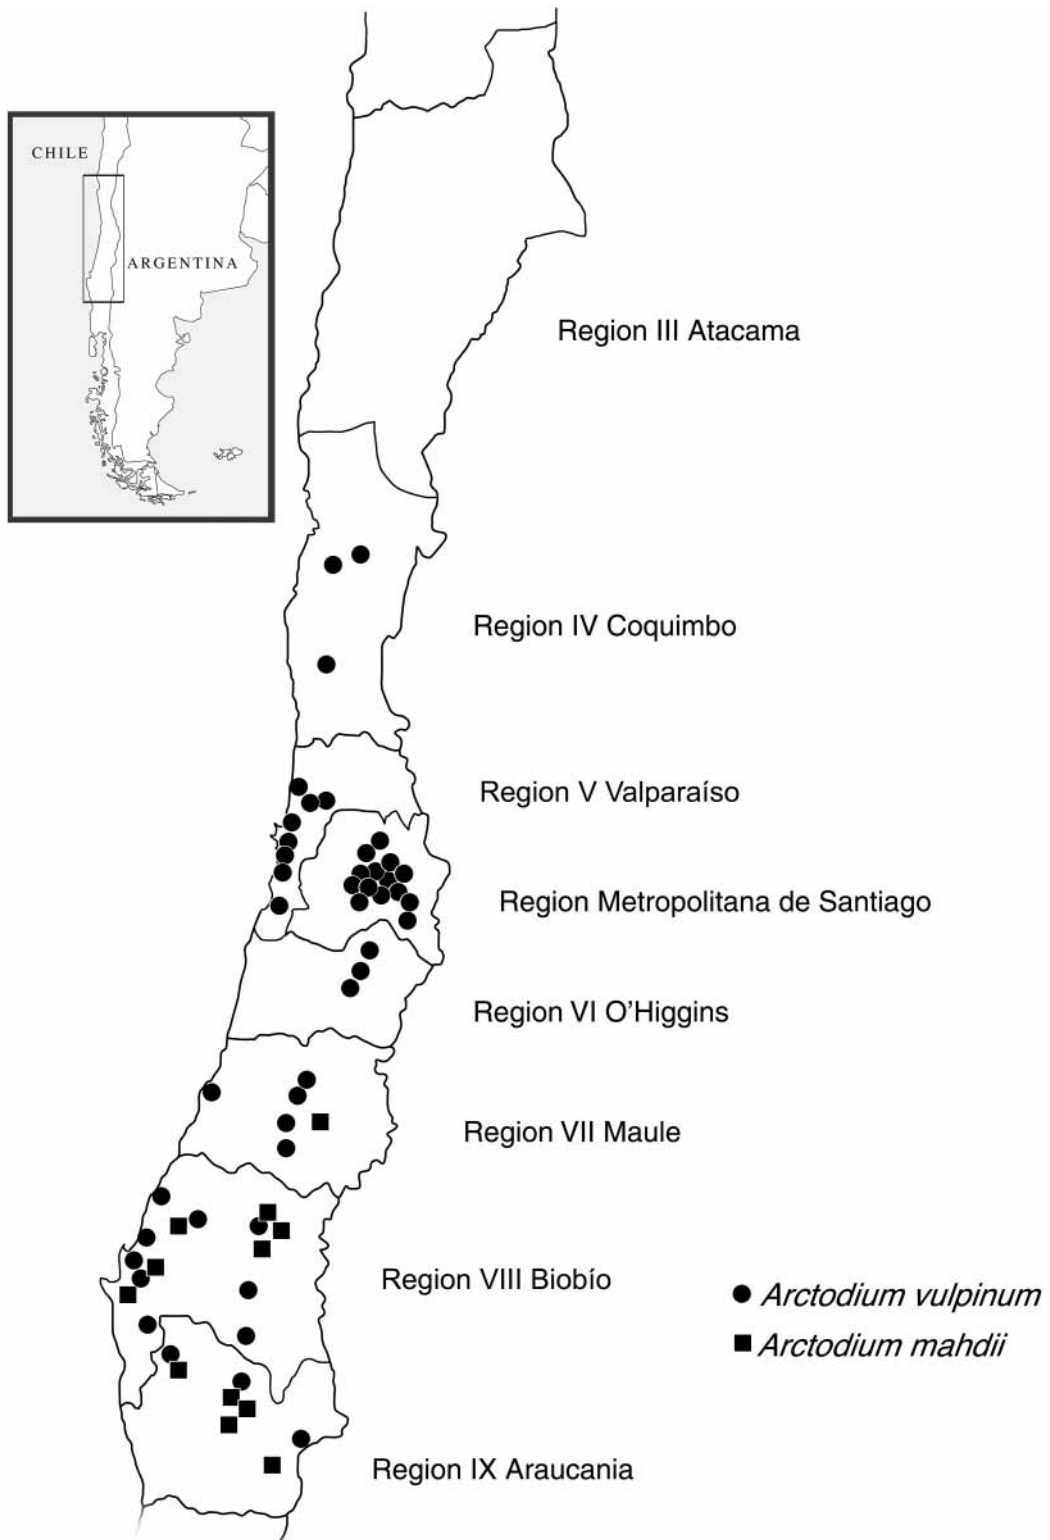 CHILE
ARGENTINA
Region III Atacama
Region IV Coquimbo
Region V Valparaíso
Region Metropolitana de Santiago
Region VI O’Higgins
Region VII Maule
Region VIII Biobío
Arctodium vulpinum
Arctodium mahdii
Region IX Araucania